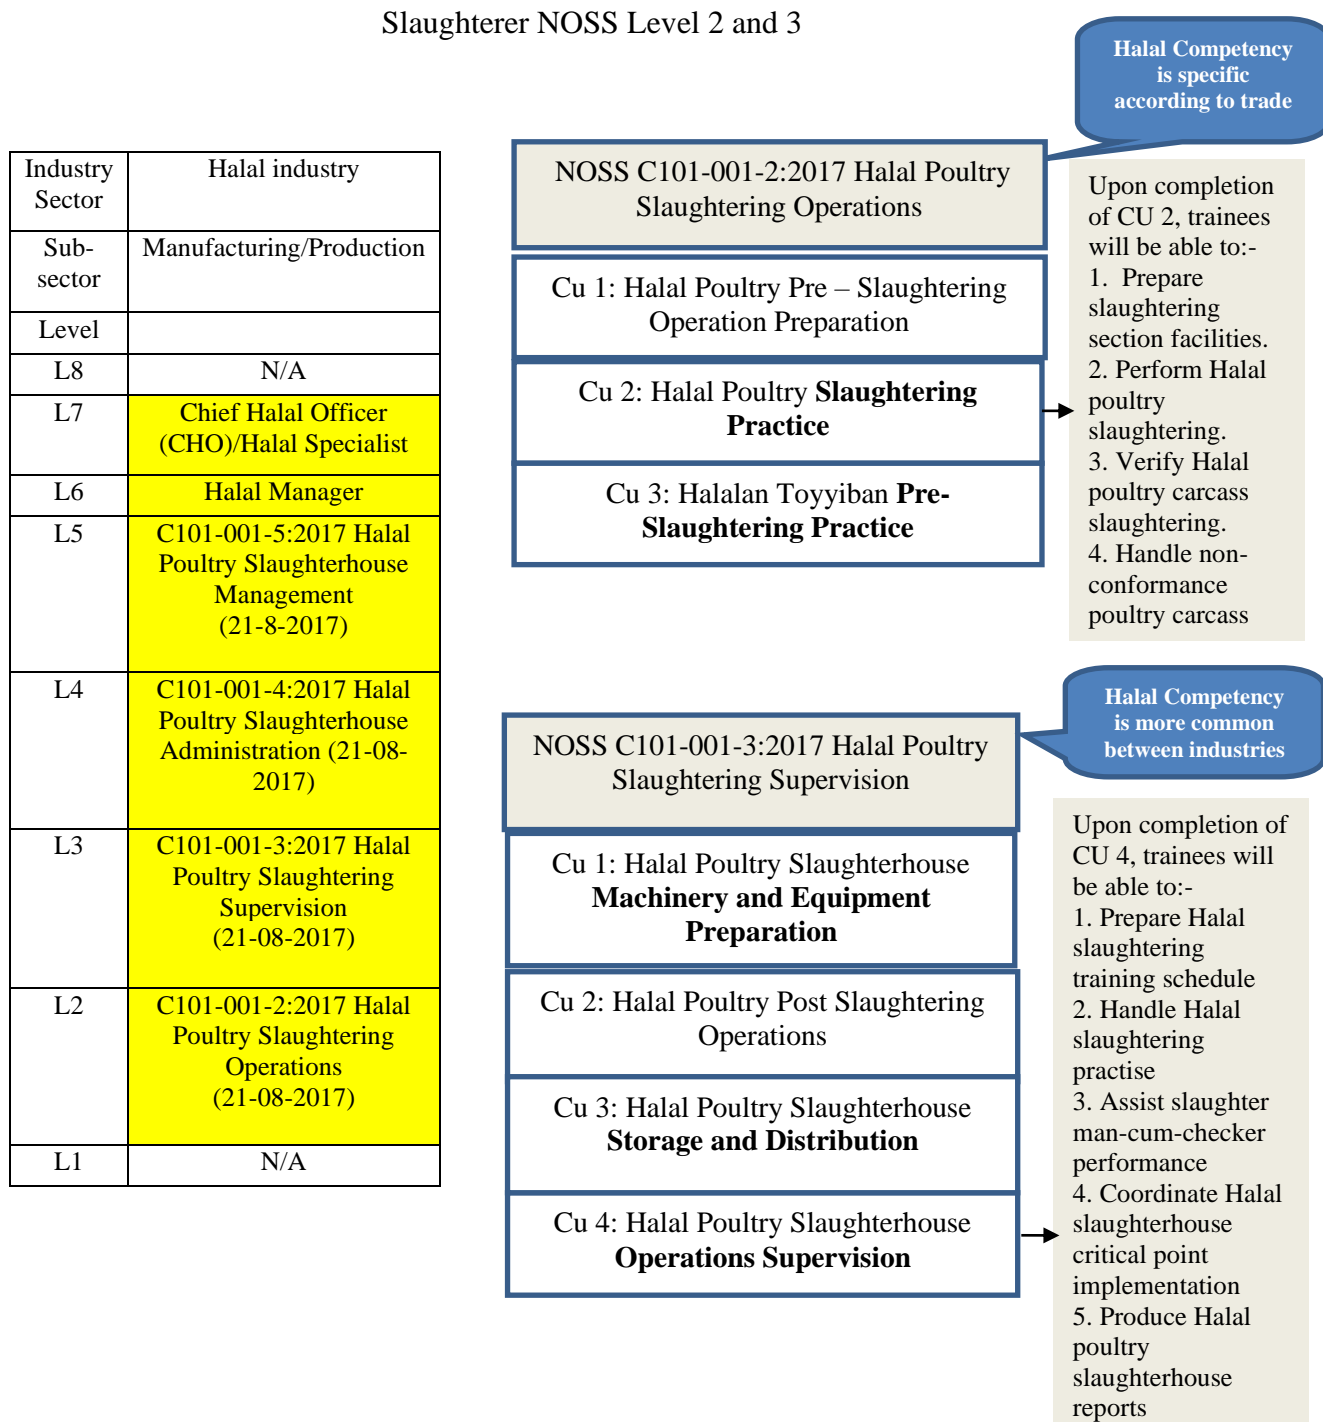 Slaughterer NOSS Level 2 and 3
Industry
Sector
Halal industry
Sub-
sector
Manufacturing/Production
Level
L8
N/A
L7
Chief Halal Officer
(CHO)/Halal Specialist
L6
Halal Manager
L5
C101-001-5:2017 Halal
Poultry Slaughterhouse
Management
(21-8-2017)
L4
C101-001-4:2017 Halal
Poultry Slaughterhouse
Administration (21-08-
2017)
L3
C101-001-3:2017 Halal
Poultry Slaughtering
Supervision
(21-08-2017)
L2
C101-001-2:2017 Halal
Poultry Slaughtering
Operations
(21-08-2017)
L1
N/A
Halal Competency
is specific
according to trade
NOSS C101-001-2:2017 Halal Poultry
Slaughtering Operations
Cu 1: Halal Poultry Pre – Slaughtering
Operation Preparation
Cu 2: Halal Poultry Slaughtering
Practice
Cu 3: Halalan Toyyiban Pre-
Slaughtering Practice
Upon completion
of CU 2, trainees
will be able to:-
1. Prepare
slaughtering
section facilities.
2. Perform Halal
poultry
slaughtering.
3. Verify Halal
poultry carcass
slaughtering.
4. Handle non-
conformance
poultry carcass
Halal Competency
is more common
between industries
NOSS C101-001-3:2017 Halal Poultry
Slaughtering Supervision
Cu 1: Halal Poultry Slaughterhouse
Machinery and Equipment
Preparation
Cu 2: Halal Poultry Post Slaughtering
Operations
Cu 3: Halal Poultry Slaughterhouse
Storage and Distribution
Cu 4: Halal Poultry Slaughterhouse
Operations Supervision
Upon completion of
CU 4, trainees will
be able to:-
1. Prepare Halal
slaughtering
training schedule
2. Handle Halal
slaughtering
practise
3. Assist slaughter
man-cum-checker
performance
4. Coordinate Halal
slaughterhouse
critical point
implementation
5. Produce Halal
poultry
slaughterhouse
reports